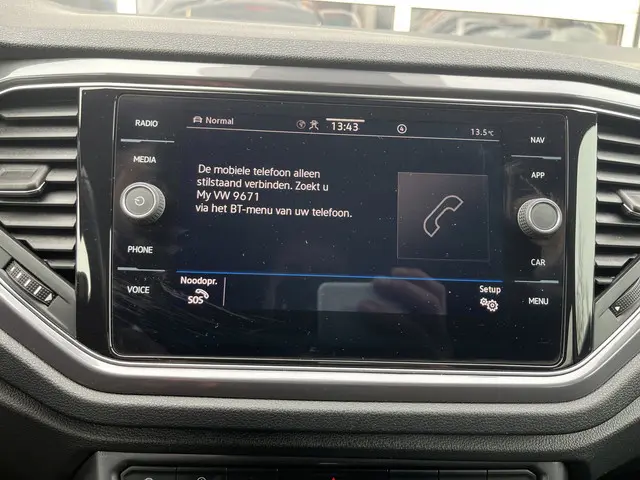 RADIO
MEDIA
PHONE
VOICE
Normal
13:43
13.5°C
De mobiele telefoon alleen
stilstaand verbinden. Zoekt u
My VW 9671
via het BT-menu van uw telefoon.
Noodopr.
SOS
Setup
NAV
APP
CAR
MENU